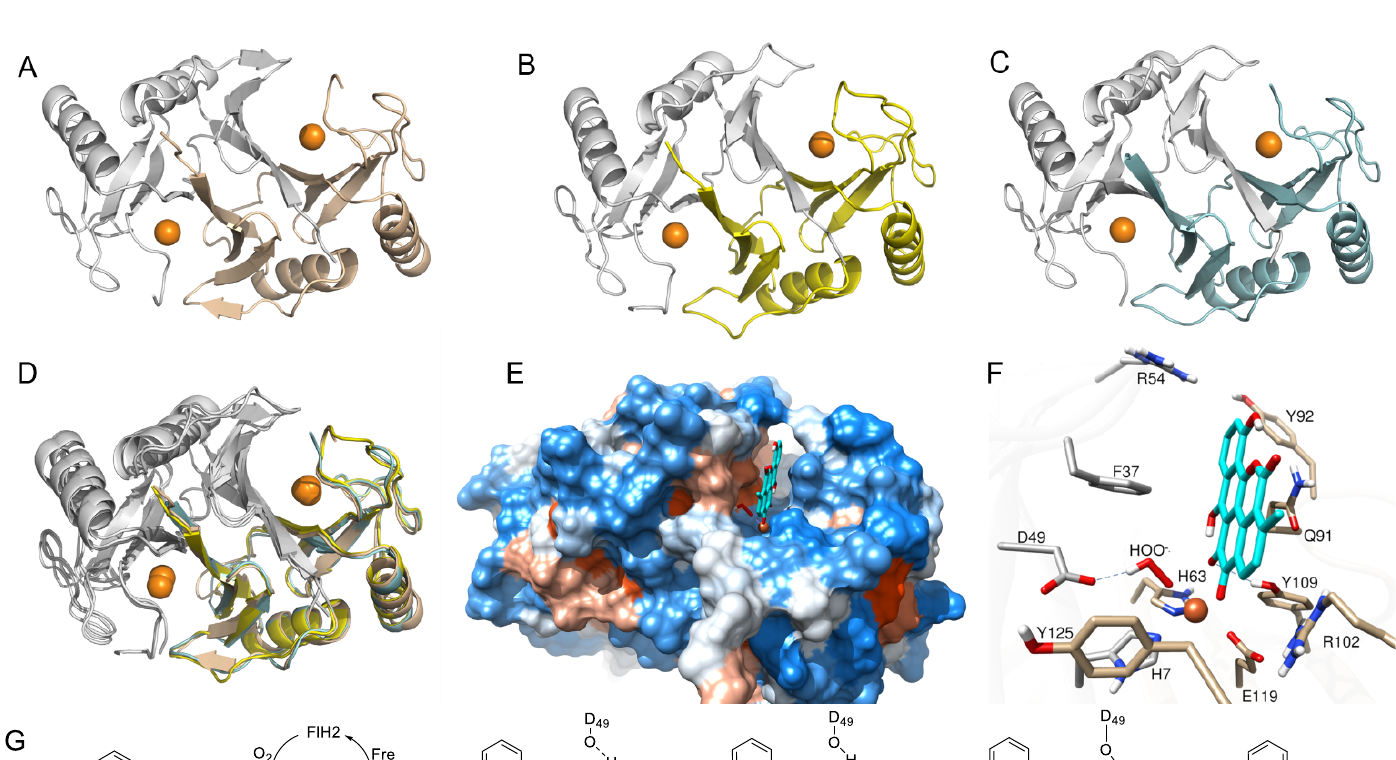 A
B
C
D
E
F
R54
Y92
F37
Q91
D49
HOO-
H63
Y109
Y125
R102
H7
E119
G
FlH2
O2
Fre
D49
O
H
D49
O
H
D49
O